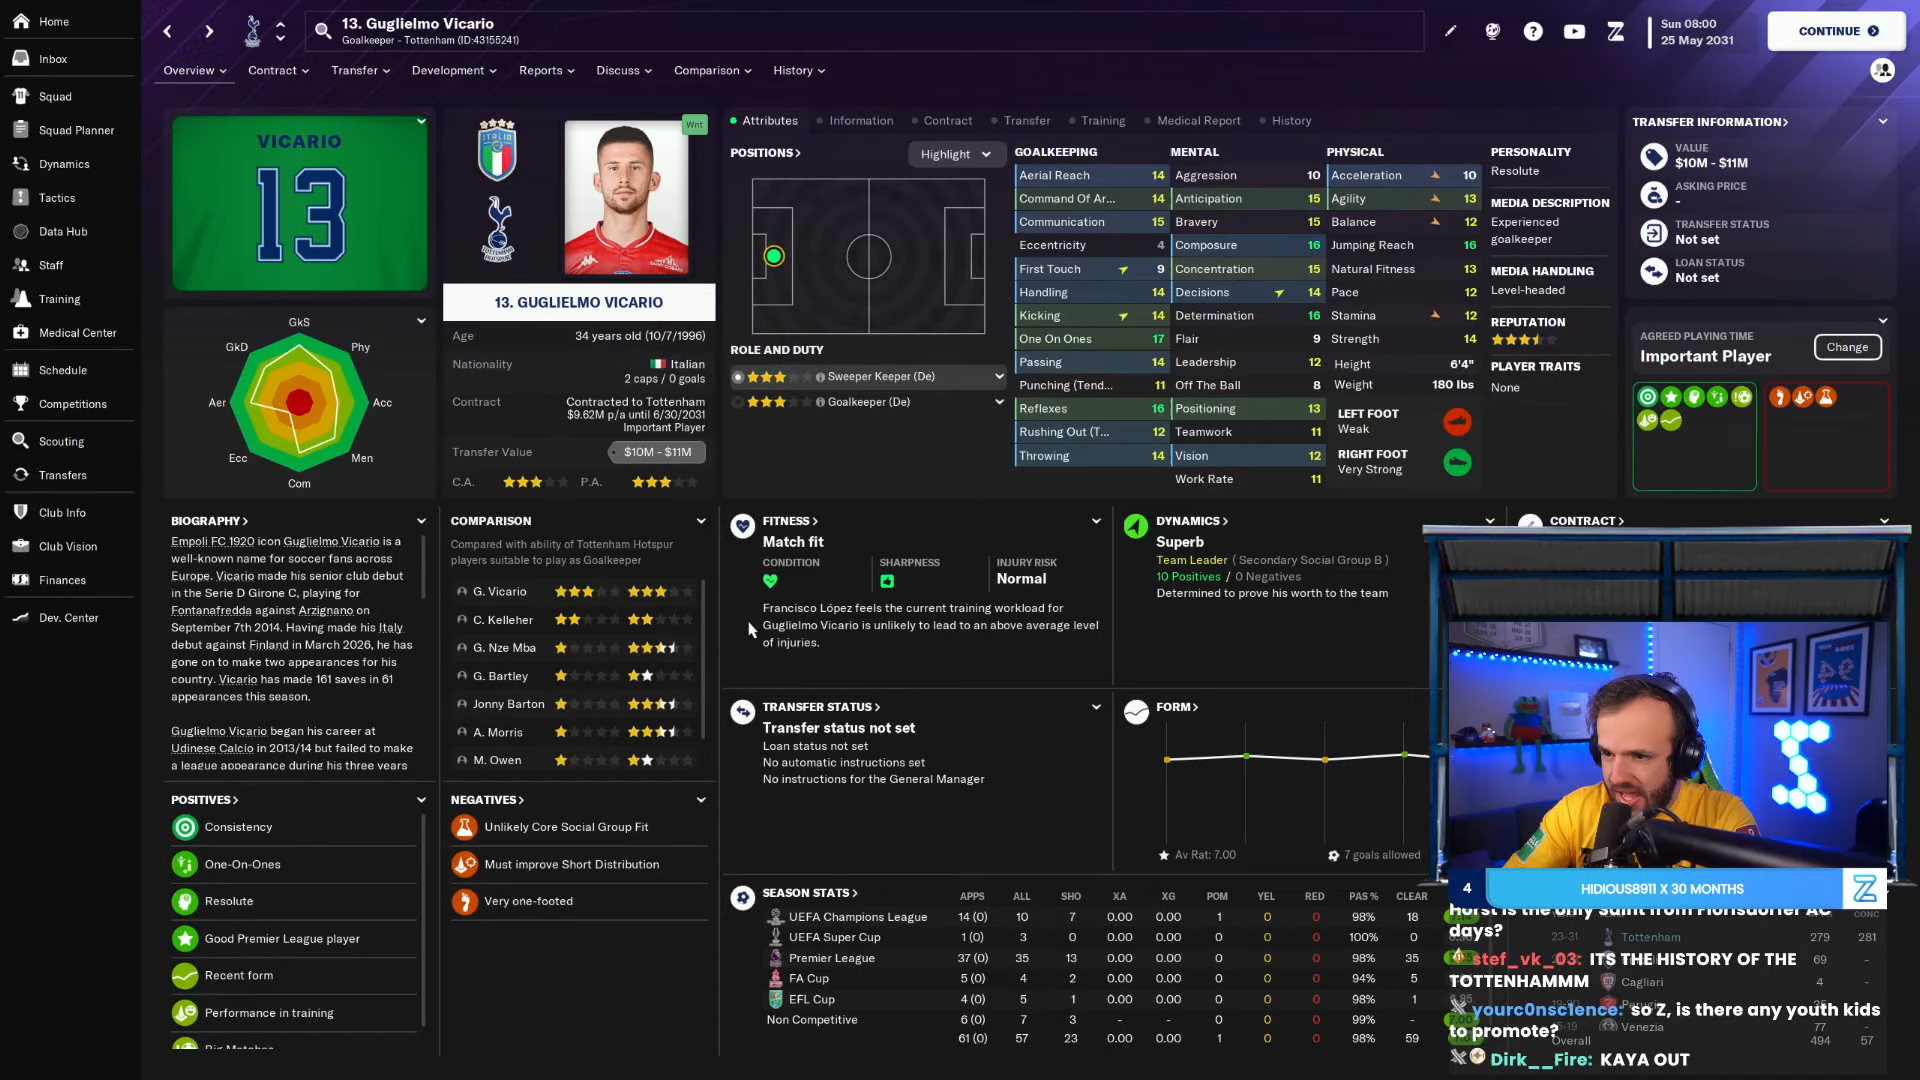 Home
Inbox
Squad
Squad Planner
Dynamics
Tactics
Data Hub
Staff
Training
Medical Center
Schedule
Competitions
Scouting
Transfers
Club Info
Club Vision
Finances
Dev. Center
13. Guglielmo Vicario
Goalkeeper - Tottenham (ID:43155241)
Sun 08:00
25 May 2031
CONTINUE
Overview Contract Transfer Development Reports Discuss Comparison History
VICARIO
13
GkS
Phy
Acc
Men
Com
Ecc
Aer
GkD
ITALIA
Wnt
13. GUGLIELMO VICARIO
Age 34 years old (10/7/1996)
Nationality Italian
2 caps / 0 goals
Contract Contracted to Tottenham
$9.62M p/a until 6/30/2031
Important Player
Transfer Value $10M - $11M
C.A. P.A.
Attributes Information Contract Transfer Training Medical Report History
POSITIONS>
Highlight
ROLE AND DUTY
Sweeper Keeper (De)
Goalkeeper (De)
GOALKEEPING
Aerial Reach 14
Command Of Ar... 14
Communication 15
Eccentricity 4
First Touch 9
Handling 14
Kicking 14
One On Ones 17
Passing 14
Punching (Tend... 11
Reflexes 16
Rushing Out (T... 12
Throwing 14
MENTAL
Aggression 10
Anticipation 15
Bravery 15
Composure 16
Concentration 15
Decisions 14
Determination 16
Flair 9
Leadership 12
Off The Ball 8
Positioning 13
Teamwork 11
Vision 12
Work Rate 11
PHYSICAL
Acceleration 10
Agility 13
Balance 12
Jumping Reach 16
Natural Fitness 13
Pace 12
Stamina 12
Strength 14
Height 6'4"
Weight 180 lbs
LEFT FOOT
Weak
RIGHT FOOT
Very Strong
PERSONALITY
Resolute
MEDIA DESCRIPTION
Experienced
goalkeeper
MEDIA HANDLING
Level-headed
REPUTATION
PLAYER TRAITS
None
TRANSFER INFORMATION>
VALUE
$10M - $11M
ASKING PRICE
-
TRANSFER STATUS
Not set
LOAN STATUS
Not set
AGREED PLAYING TIME
Important Player
Change
BIOGRAPHY>
Empoli FC 1920 icon Guglielmo Vicario is a
well-known name for soccer fans across
Europe. Vicario made his senior club debut
in the Serie D Girone C, playing for
Fontanafredda against Arzignano on
September 7th 2014. Having made his Italy
debut against Finland in March 2026, he has
gone on to make two appearances for his
country. Vicario has made 161 saves in 61
appearances this season.
Guglielmo Vicario began his career at
Udinese Calcio in 2013/14 but failed to make
a league appearance during his three years
COMPARISON
Compared with ability of Tottenham Hotspur
players suitable to play as Goalkeeper
G. Vicario
C. Kelleher
G. Nze Mba
G. Bartley
Jonny Barton
A. Morris
M. Owen
FITNESS>
Match fit
CONDITION
SHARPNESS
INJURY RISK
Normal
Francisco López feels the current training workload for
Guglielmo Vicario is unlikely to lead to an above average level
of injuries.
DYNAMICS>
Superb
Team Leader ( Secondary Social Group B )
10 Positives / 0 Negatives
Determined to prove his worth to the team
CONTRACT>
TRANSFER STATUS>
Transfer status not set
Loan status not set
No automatic instructions set
No instructions for the General Manager
FORM>
Av Rat: 7.00
7 goals allowed
POSITIVES>
Consistency
One-On-Ones
Resolute
Good Premier League player
Recent form
Performance in training
Big Matches
NEGATIVES>
Unlikely Core Social Group Fit
Must improve Short Distribution
Very one-footed
SEASON STATS> APPS ALL SHO XA XG POM YEL RED PAS % CLEAR
UEFA Champions League 14 (0) 10 7 0.00 0.00 1 0 0 98% 18
UEFA Super Cup 1 (0) 3 0 0.00 0.00 0 0 0 100% 0
Premier League 37 (0) 35 13 0.00 0.00 0 0 0 98% 35
FA Cup 5 (0) 4 2 0.00 0.00 0 0 0 94% 5
EFL Cup 4 (0) 5 1 0.00 0.00 0 0 0 98% 1
Non Competitive 6 (0) 7 3 - - 0 0 0 99% -
61 (0) 57 23 0.00 0.00 1 0 0 98% 59
4 HIDIOUS8911 X 30 MONTHS
CONC
Horst is the only Saint from Florisdorfer AC
days?
23-31 Tottenham 279 281
stef_vk_03: ITS THE HISTORY OF THE
TOTTENHAMMM
69 -
Cagliari 4 -
yourc0nsc1ence: so Z, is there any youth kids
to promote?
Perugia
Venezia 77 -
Overall 494 57
Dirk__Fire: KAYA OUT